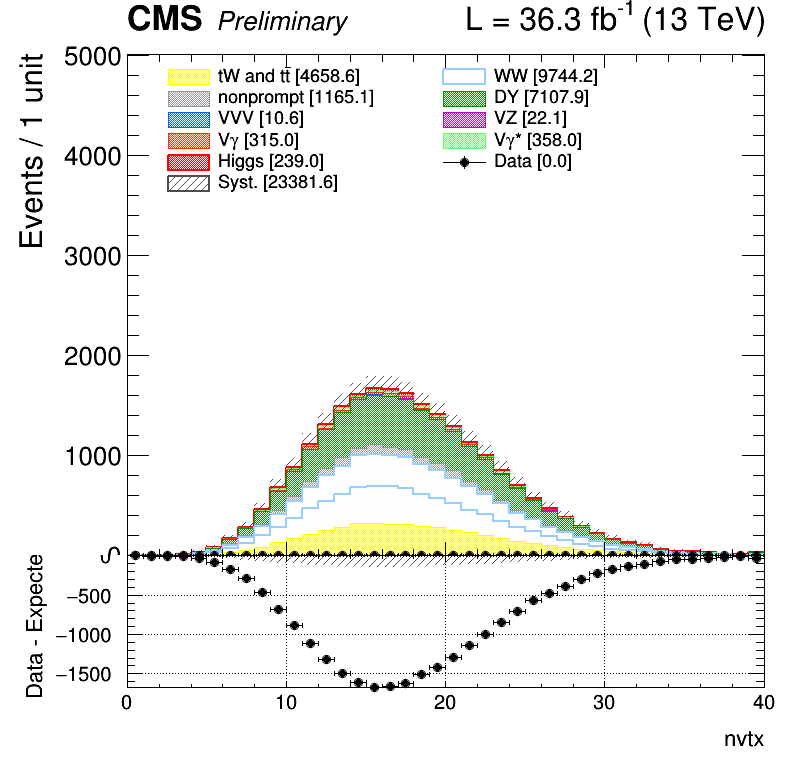 CMS Preliminary L = 36.3 fb⁻¹ (13 TeV)
Events / 1 unit
5000
4000
3000
2000
1000
0
tW and tt̄ [4658.6]
nonprompt [1165.1]
VVV [10.6]
Vγ [315.0]
Higgs [239.0]
Syst. [23381.6]
WW [9744.2]
DY [7107.9]
VZ [22.1]
Vγ* [358.0]
Data [0.0]
Data - Expecte
−500
−1000
−1500
0 10 20 30 40
nvtx